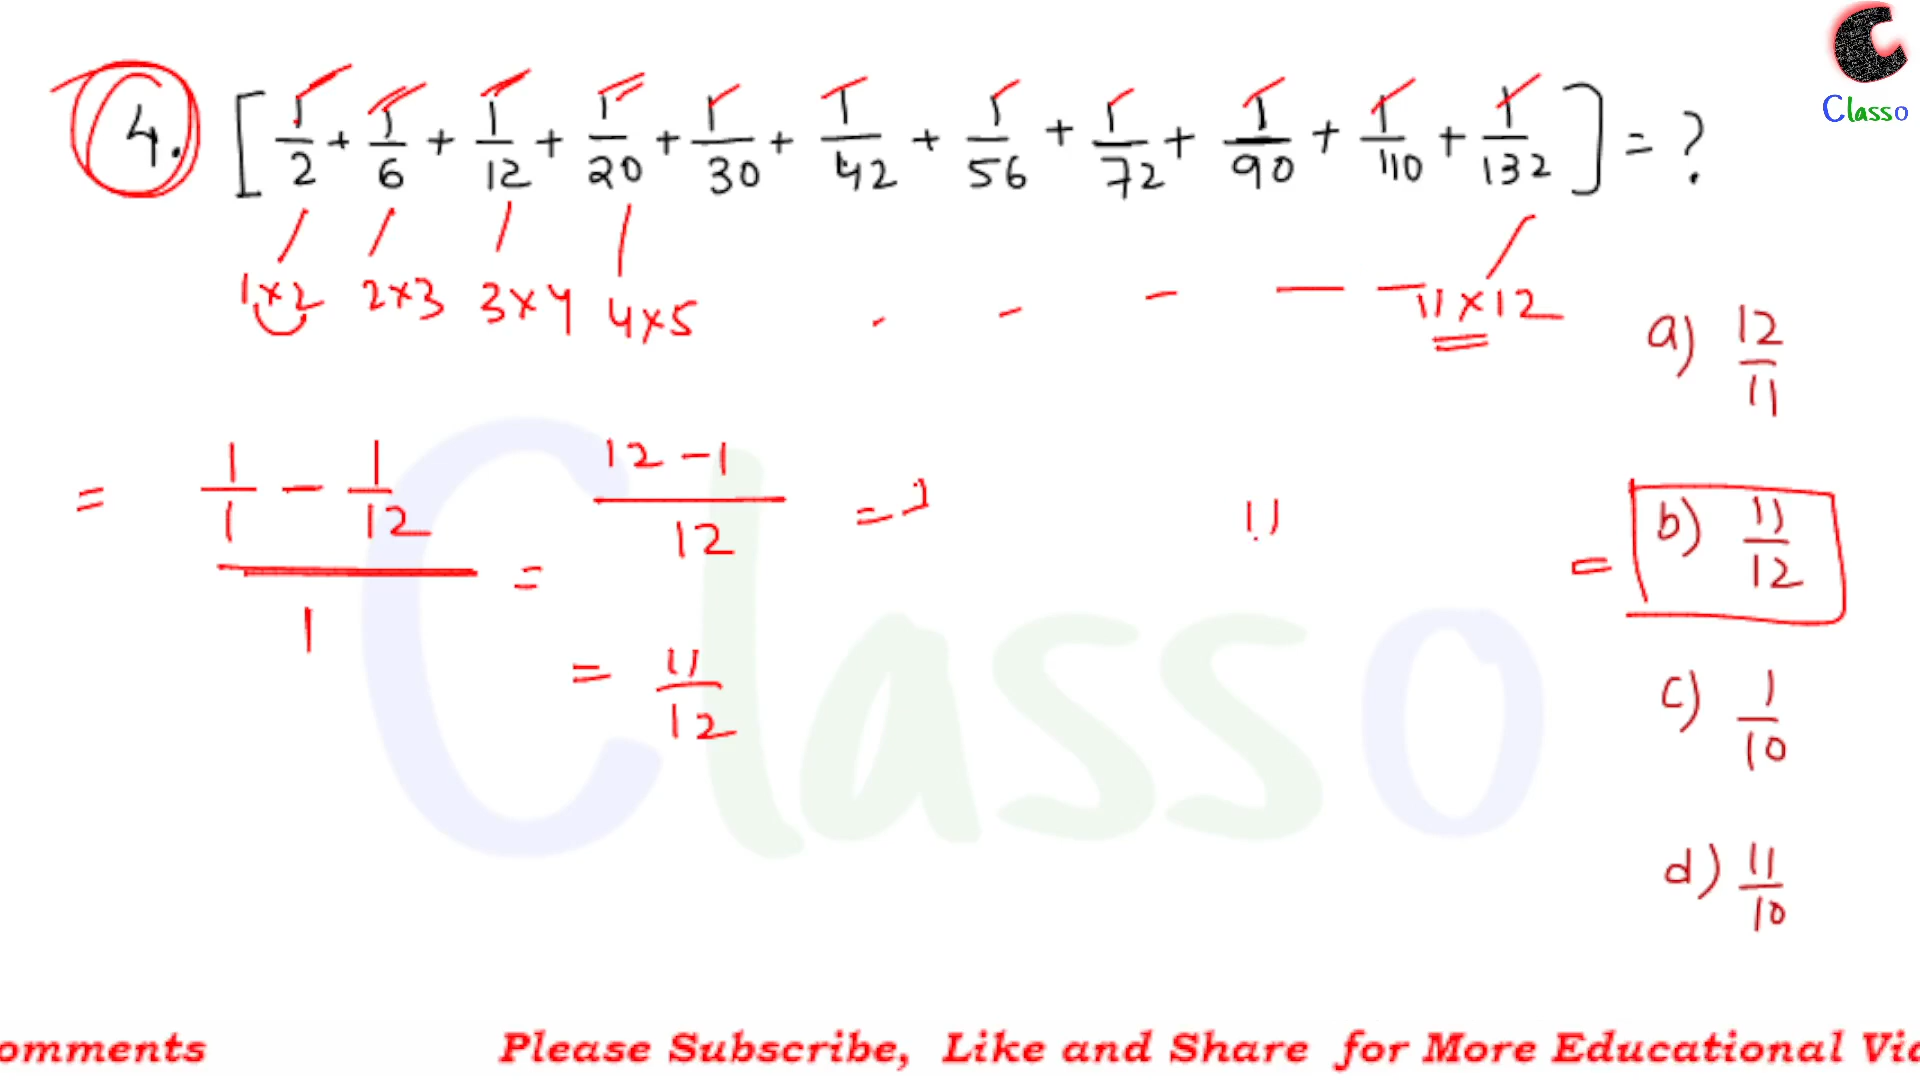 Classo
4. [1/2 + 1/6 + 1/12 + 1/20 + 1/30 + 1/42 + 1/56 + 1/72 + 1/90 + 1/110 + 1/132] = ?
1×2 2×3 3×4 4×5 . - - — — 11×12
a) 12/11
= (1/1 - 1/12)/1 = (12-1)/12 =
11
= b) 11/12
= 11/12
c) 1/10
d) 11/10
Classo
omments Please Subscribe, Like and Share for More Educational Vid